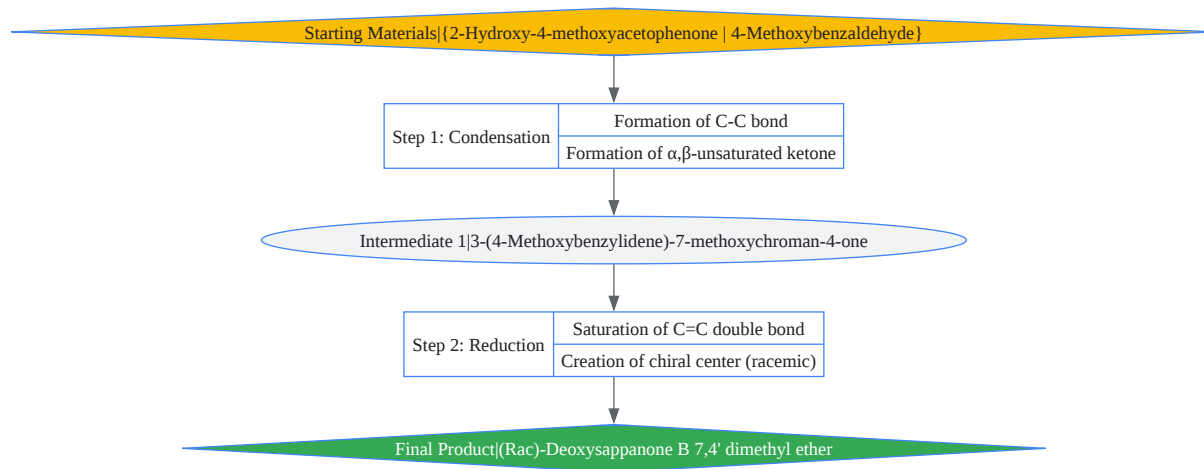 Starting Materials|{2-Hydroxy-4-methoxyacetophenone | 4-Methoxybenzaldehyde}
Step 1: Condensation
Formation of C-C bond
Formation of α,β-unsaturated ketone
Intermediate 1|3-(4-Methoxybenzylidene)-7-methoxychroman-4-one
Step 2: Reduction
Saturation of C=C double bond
Creation of chiral center (racemic)
Final Product|(Rac)-Deoxysappanone B 7,4' dimethyl ether